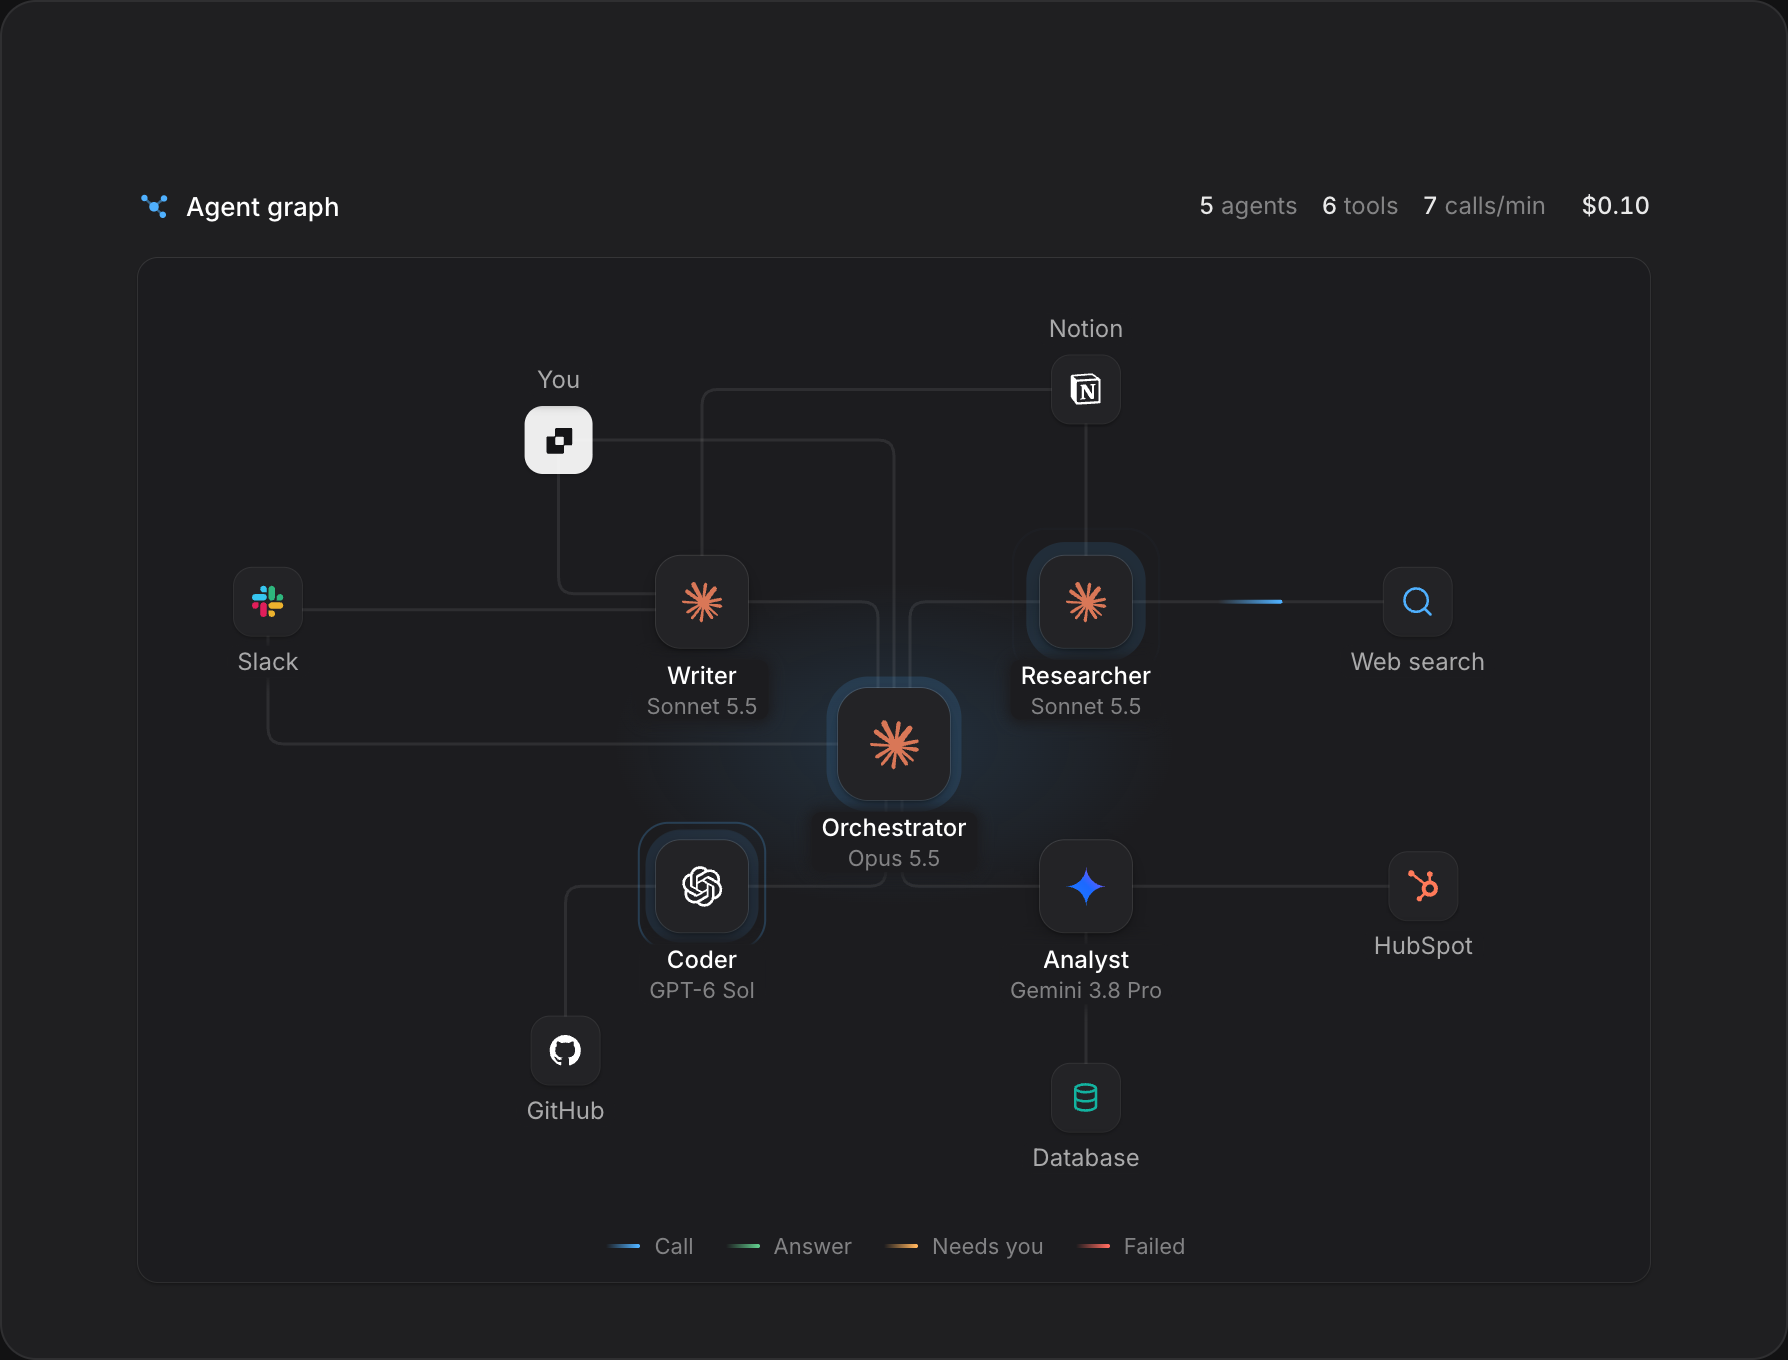 Agent graph
5 agents 6 tools 7 calls/min $0.10
Notion
You
N
Slack
Writer
Sonnet 5.5
Researcher
Sonnet 5.5
Web search
Orchestrator
Opus 5.5
Coder
GPT-6 Sol
Analyst
Gemini 3.8 Pro
HubSpot
GitHub
Database
Call Answer Needs you Failed